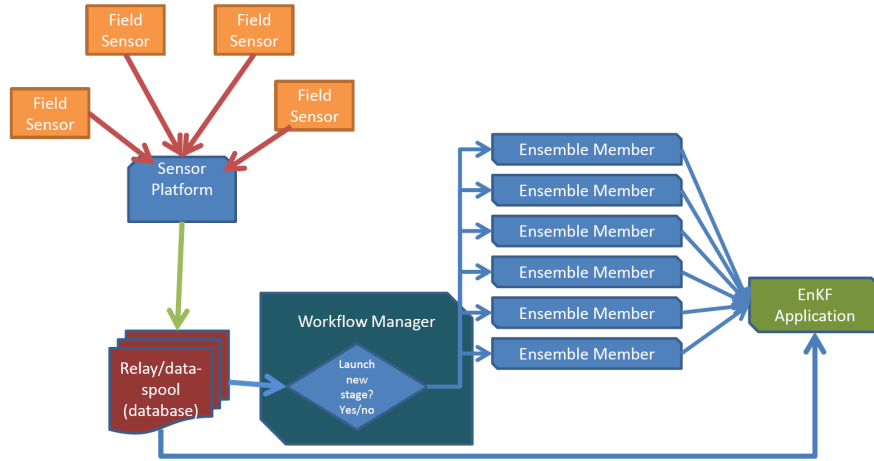 Field
Sensor
Field
Sensor
Field
Sensor
Field
Sensor
Sensor
Platform
Ensemble Member
Ensemble Member
Ensemble Member
Ensemble Member
Ensemble Member
Ensemble Member
EnKF
Application
Workflow Manager
Launch
new
stage?
Yes/no
Relay/data-
spool
(database)